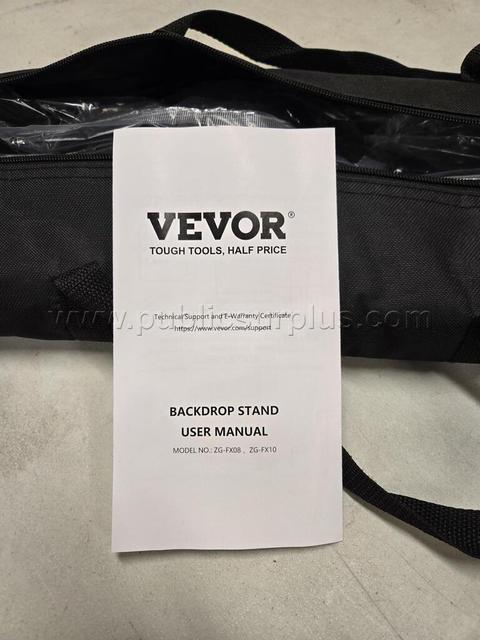 VEVOR®
TOUGH TOOLS, HALF PRICE
Technical Support and E-Warranty Certificate
https://www.vevor.com/support
www.publicsurplus.com
BACKDROP STAND
USER MANUAL
MODEL NO.: ZG-FX08 、ZG-FX10